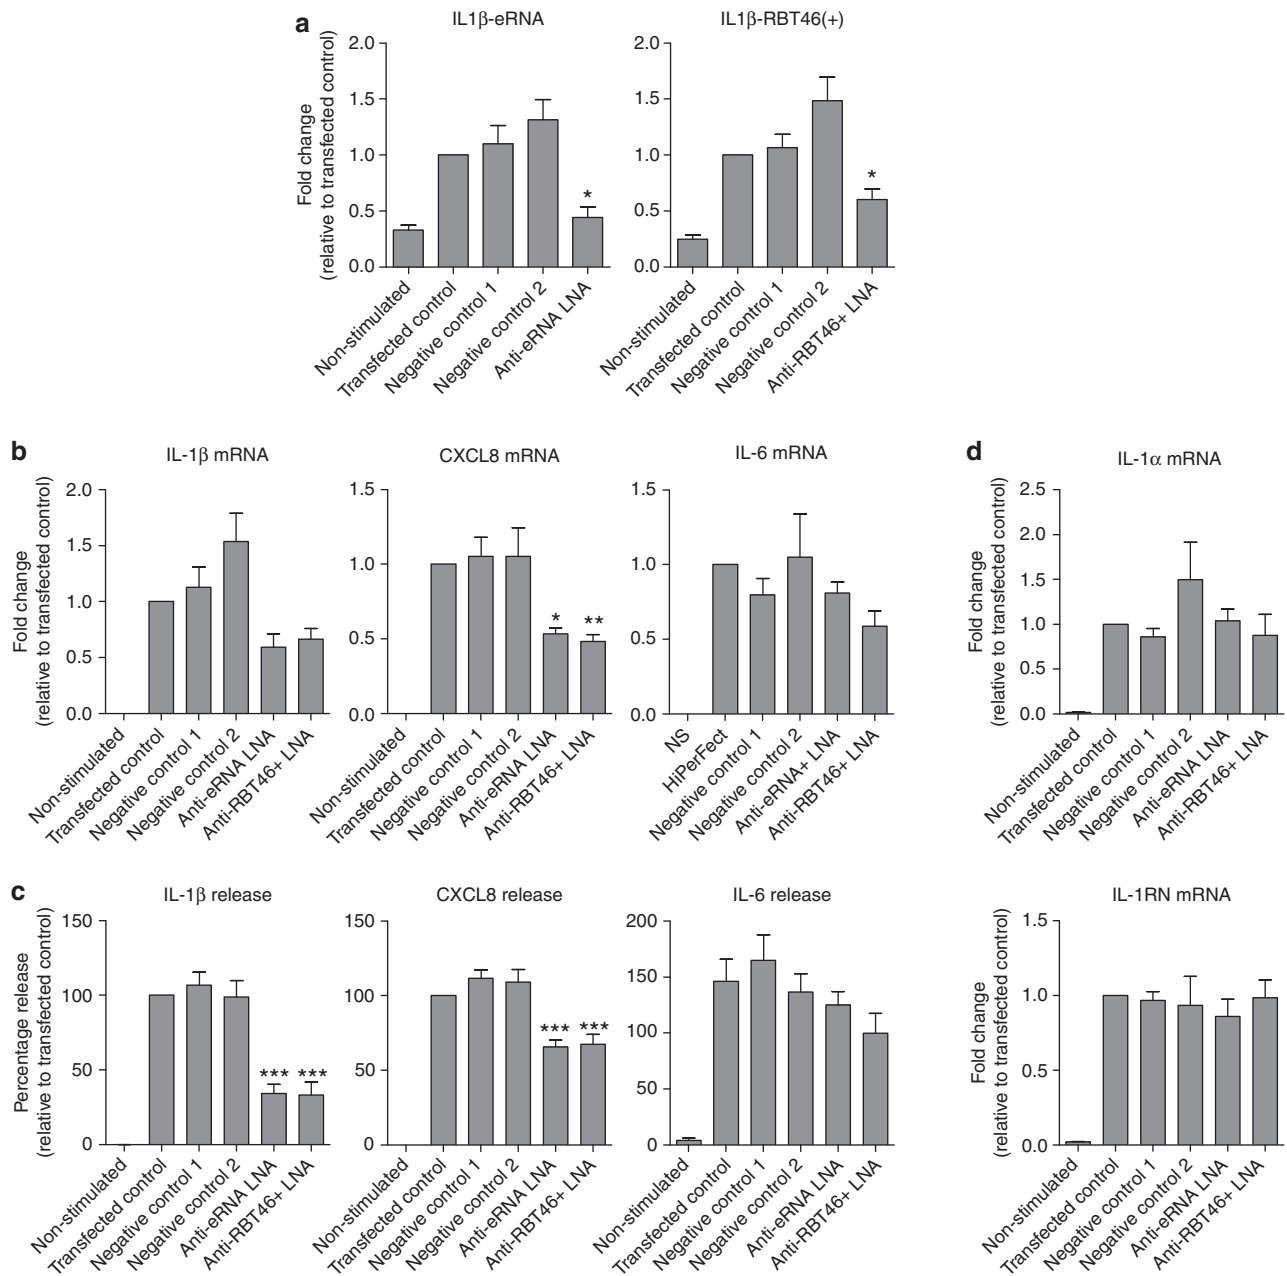 a
IL1β-eRNA
Fold change
(relative to transfected control)
2.0
1.5
1.0
0.5
0.0
*
Non-stimulated
Transfected control
Negative control 1
Negative control 2
Anti-eRNA LNA
IL1β-RBT46(+)
2.0
1.5
1.0
0.5
0.0
*
Non-stimulated
Transfected control
Negative control 1
Negative control 2
Anti-RBT46+ LNA
b
IL-1β mRNA
Fold change
(relative to transfected control)
2.0
1.5
1.0
0.5
0.0
Non-stimulated
Transfected control
Negative control 1
Negative control 2
Anti-eRNA LNA
Anti-RBT46+ LNA
CXCL8 mRNA
1.5
1.0
0.5
0.0
*
**
Non-stimulated
Transfected control
Negative control 1
Negative control 2
Anti-eRNA LNA
Anti-RBT46+ LNA
IL-6 mRNA
1.5
1.0
0.5
0.0
NS
HiPerFect
Negative control 1
Negative control 2
Anti-eRNA+ LNA
Anti-RBT46+ LNA
d
IL-1α mRNA
Fold change
(relative to transfected control)
2.5
2.0
1.5
1.0
0.5
0.0
Non-stimulated
Transfected control
Negative control 1
Negative control 2
Anti-eRNA LNA
Anti-RBT46+ LNA
c
IL-1β release
Percentage release
(relative to transfected control)
150
100
50
0
***
***
Non-stimulated
Transfected control
Negative control 1
Negative control 2
Anti-eRNA LNA
Anti-RBT46+ LNA
CXCL8 release
150
100
50
0
***
***
Non-stimulated
Transfected control
Negative control 1
Negative control 2
Anti-eRNA LNA
Anti-RBT46+ LNA
IL-6 release
200
150
100
50
0
Non-stimulated
Transfected control
Negative control 1
Negative control 2
Anti-eRNA LNA
Anti-RBT46+ LNA
IL-1RN mRNA
Fold change
(relative to transfected control)
1.5
1.0
0.5
0.0
Non-stimulated
Transfected control
Negative control 1
Negative control 2
Anti-eRNA LNA
Anti-RBT46+ LNA